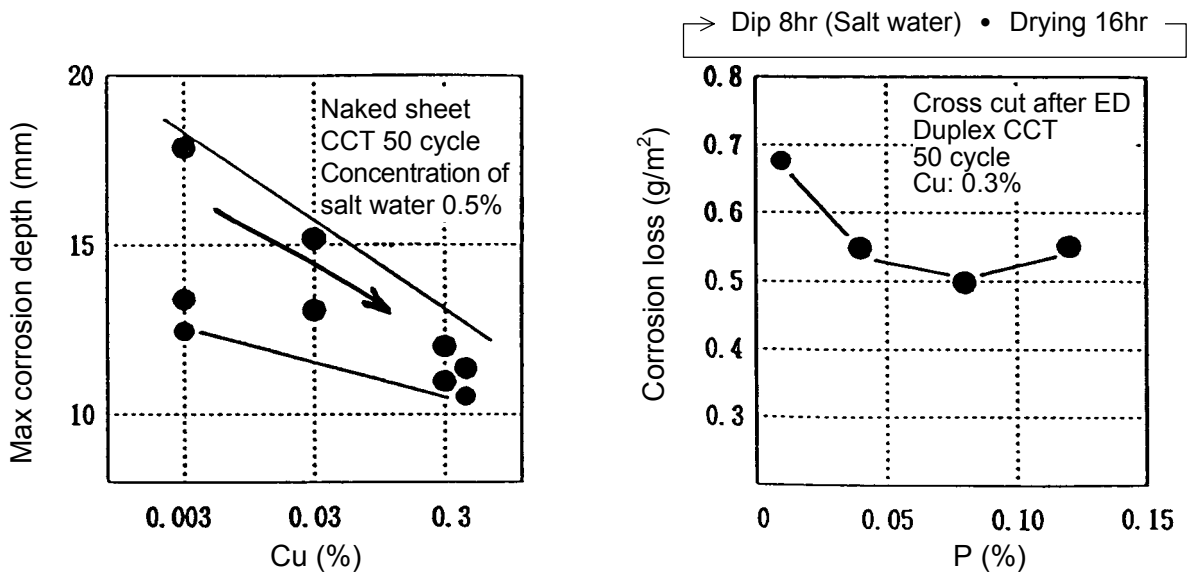 Max corrosion depth (mm)
20
15
10
Naked sheet
CCT 50 cycle
Concentration of
salt water 0.5%
0.003 0.03 0.3
Cu (%)
Dip 8hr (Salt water) • Drying 16hr
Corrosion loss (g/m²)
0.8
0.7
0.6
0.5
0.4
0.3
Cross cut after ED
Duplex CCT
50 cycle
Cu: 0.3%
0 0.05 0.10 0.15
P (%)